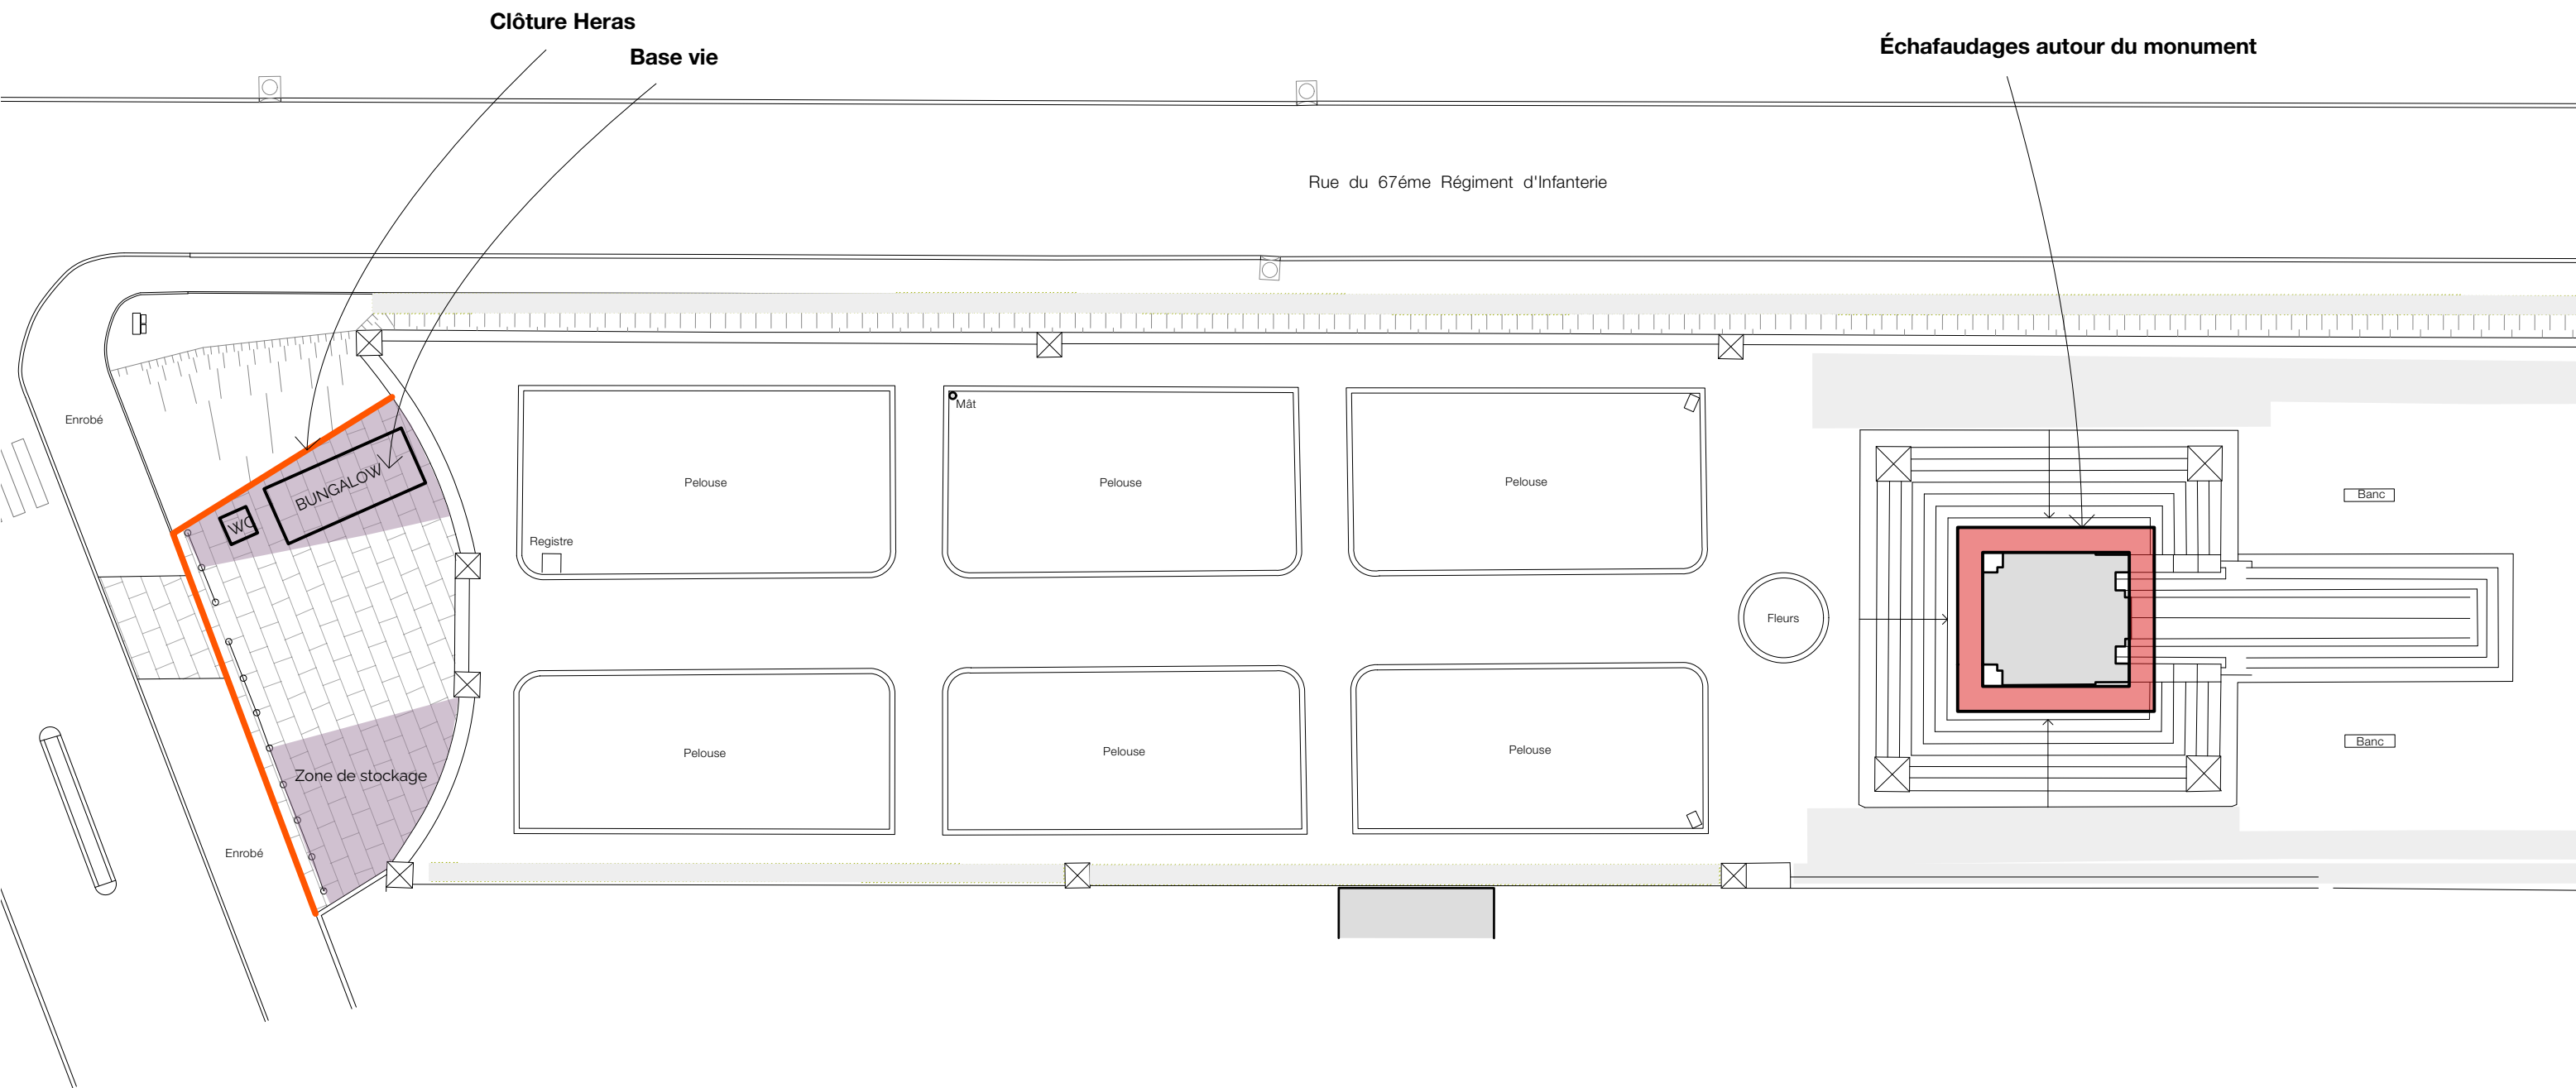 Clôture Heras
Base vie
Échafaudages autour du monument
Rue du 67éme Régiment d'Infanterie
Enrobé
Mât
Pelouse
Pelouse
Pelouse
BUNGALOW
WC
Banc
Registre
Fleurs
Banc
Pelouse
Pelouse
Pelouse
Zone de stockage
Enrobé